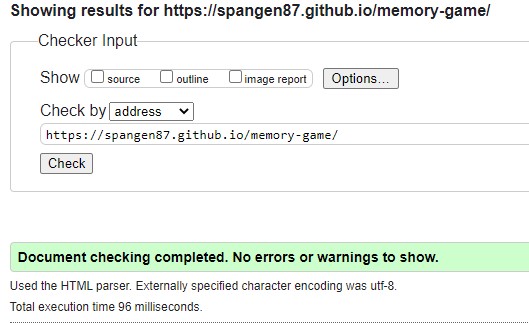 Showing results for https://spangen87.github.io/memory-game/
Checker Input
Show source outline image report Options...
Check by address
https://spangen87.github.io/memory-game/
Check
Document checking completed. No errors or warnings to show.
Used the HTML parser. Externally specified character encoding was utf-8.
Total execution time 96 milliseconds.